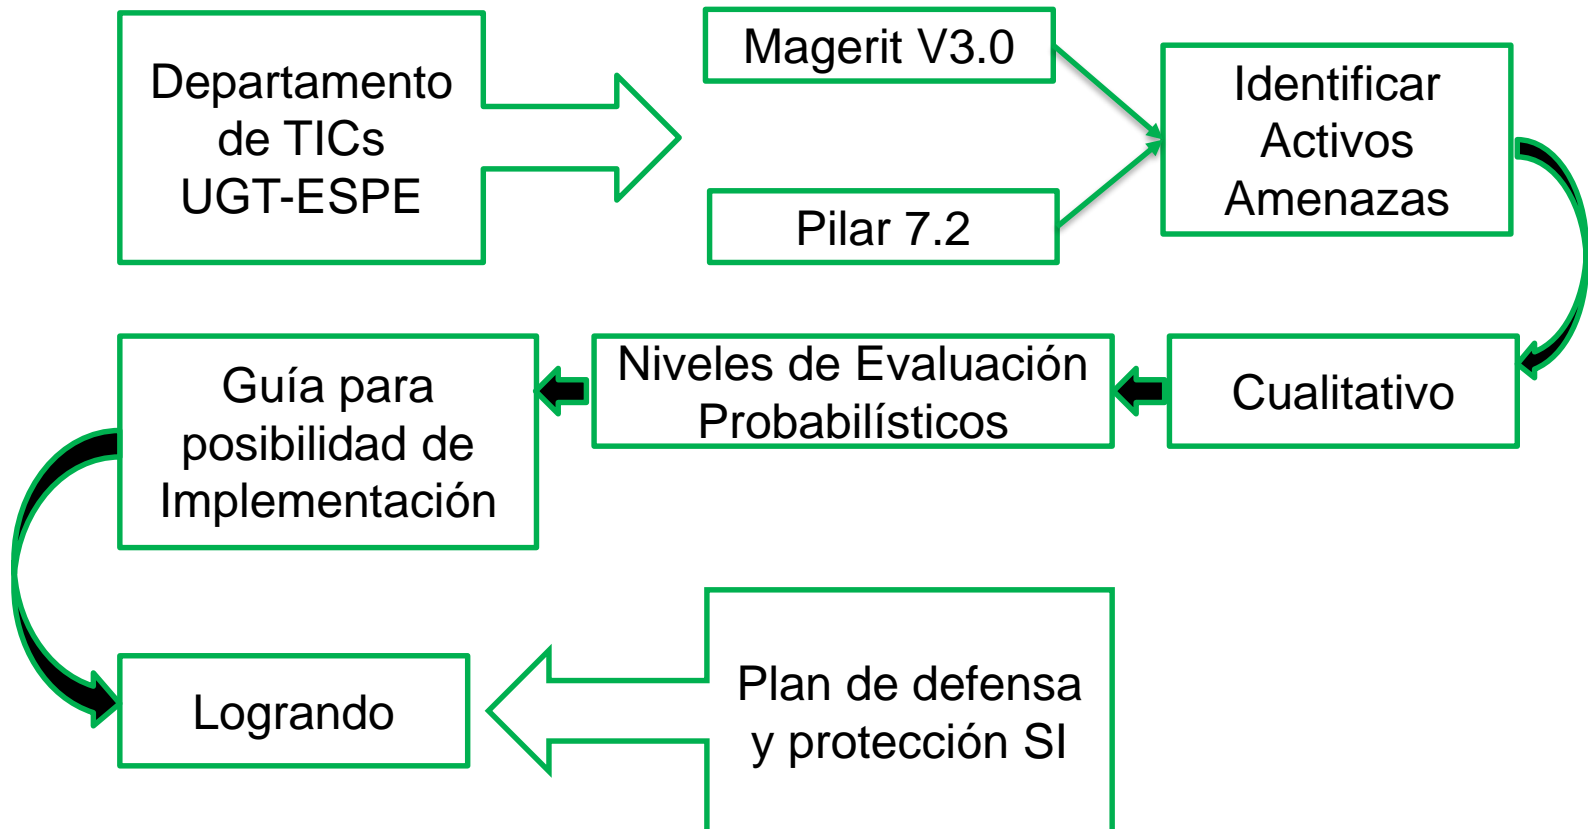 Departamento
de TICs
UGT-ESPE
Magerit V3.0
Pilar 7.2
Identificar
Activos
Amenazas
Cualitativo
Niveles de Evaluación
Probabilísticos
Guía para
posibilidad de
Implementación
Logrando
Plan de defensa
y protección SI